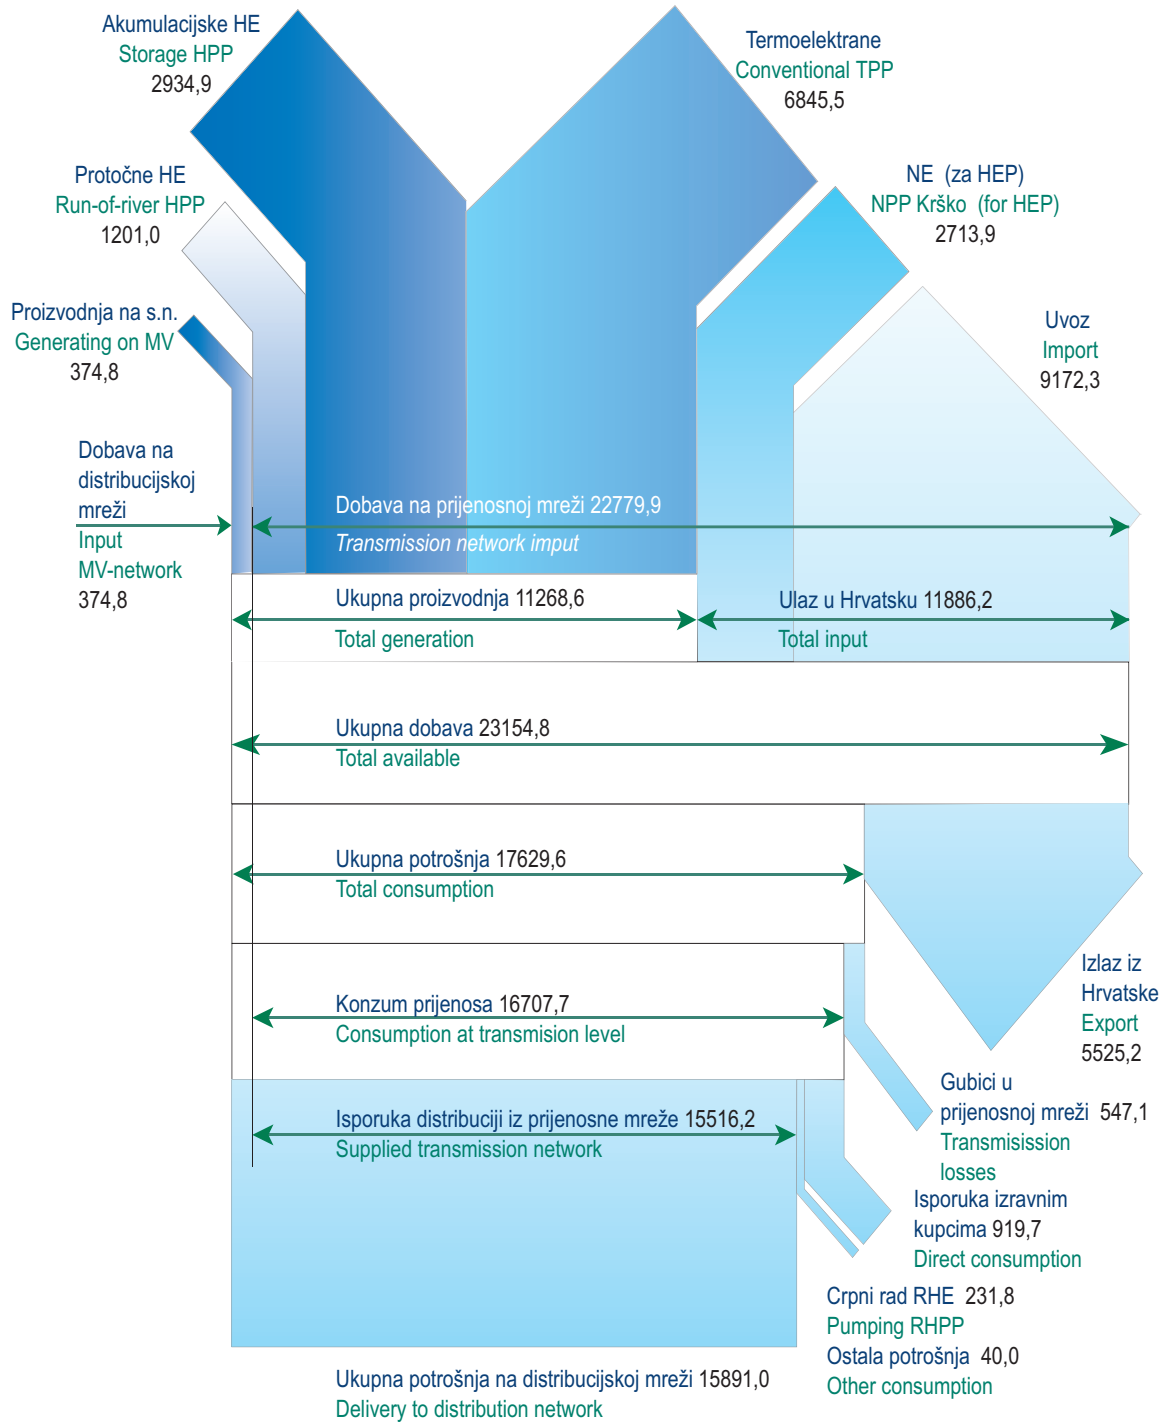 Akumulacijske HE
Storage HPP
2934,9
Termoelektrane
Conventional TPP
6845,5
Protočne HE
Run-of-river HPP
1201,0
NE (za HEP)
NPP Krško (for HEP)
2713,9
Proizvodnja na s.n.
Generating on MV
374,8
Uvoz
Import
9172,3
Dobava na
distribucijskoj
mreži
Input
MV-network
374,8
Dobava na prijenosnoj mreži 22779,9
Transmission network imput
Ukupna proizvodnja 11268,6
Total generation
Ulaz u Hrvatsku 11886,2
Total input
Ukupna dobava 23154,8
Total available
Ukupna potrošnja 17629,6
Total consumption
Izlaz iz
Hrvatske
Export
5525,2
Konzum prijenosa 16707,7
Consumption at transmision level
Gubici u
prijenosnoj mreži 547,1
Transmisission
losses
Isporuka distribuciji iz prijenosne mreže 15516,2
Supplied transmission network
Isporuka izravnim
kupcima 919,7
Direct consumption
Crpni rad RHE 231,8
Pumping RHPP
Ostala potrošnja 40,0
Other consumption
Ukupna potrošnja na distribucijskoj mreži 15891,0
Delivery to distribution network